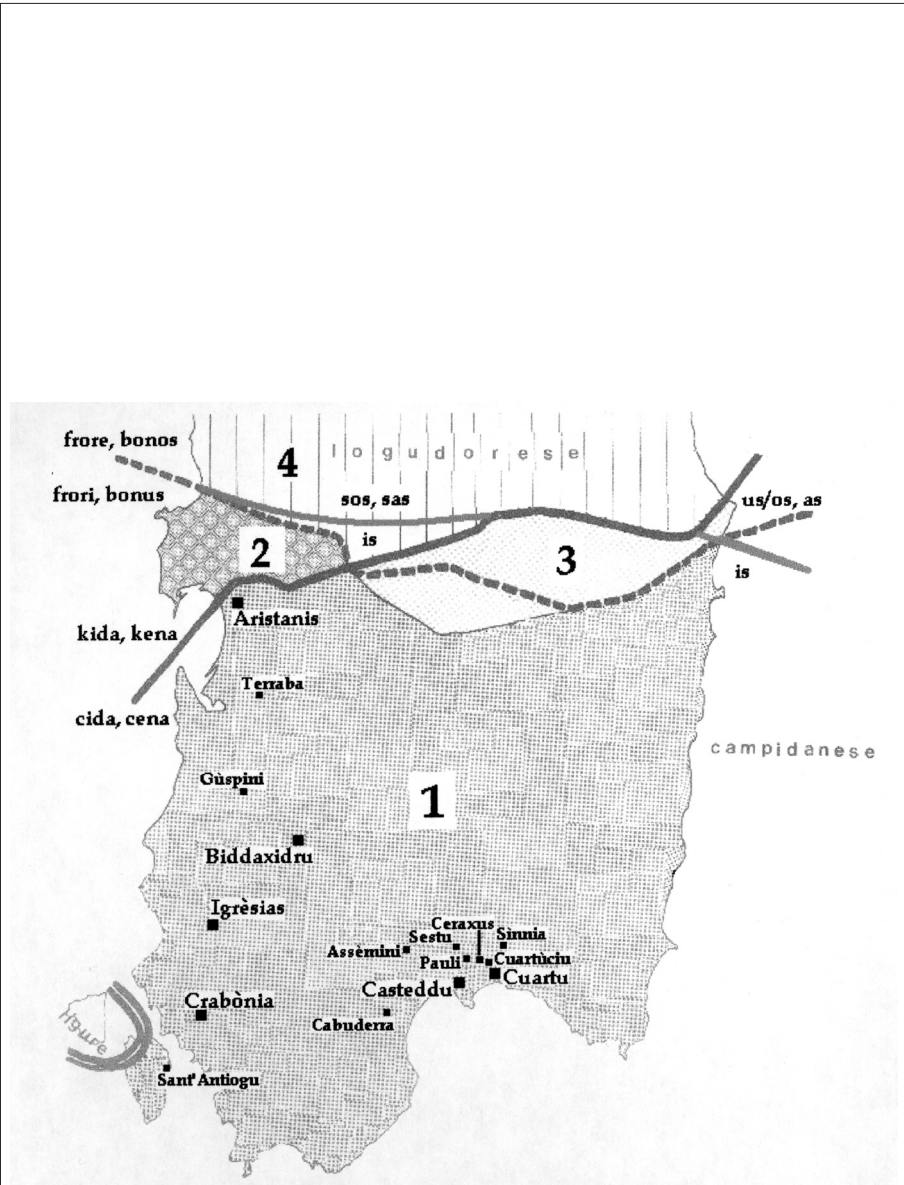 frore, bonos
4
logudorese
frori, bonus
sos, sas
us/os, as
is
2
3
is
Aristanis
kida, kena
Terraba
cida, cena
campidanese
Gùspini
1
Biddaxidru
Igrèsias
Ceraxus
Sestu
Sinnia
Assèmini
Pauli
Cuartùciu
Cuartu
Casteddu
Crabònia
Cabuderra
ligure
Sant'Antiogu